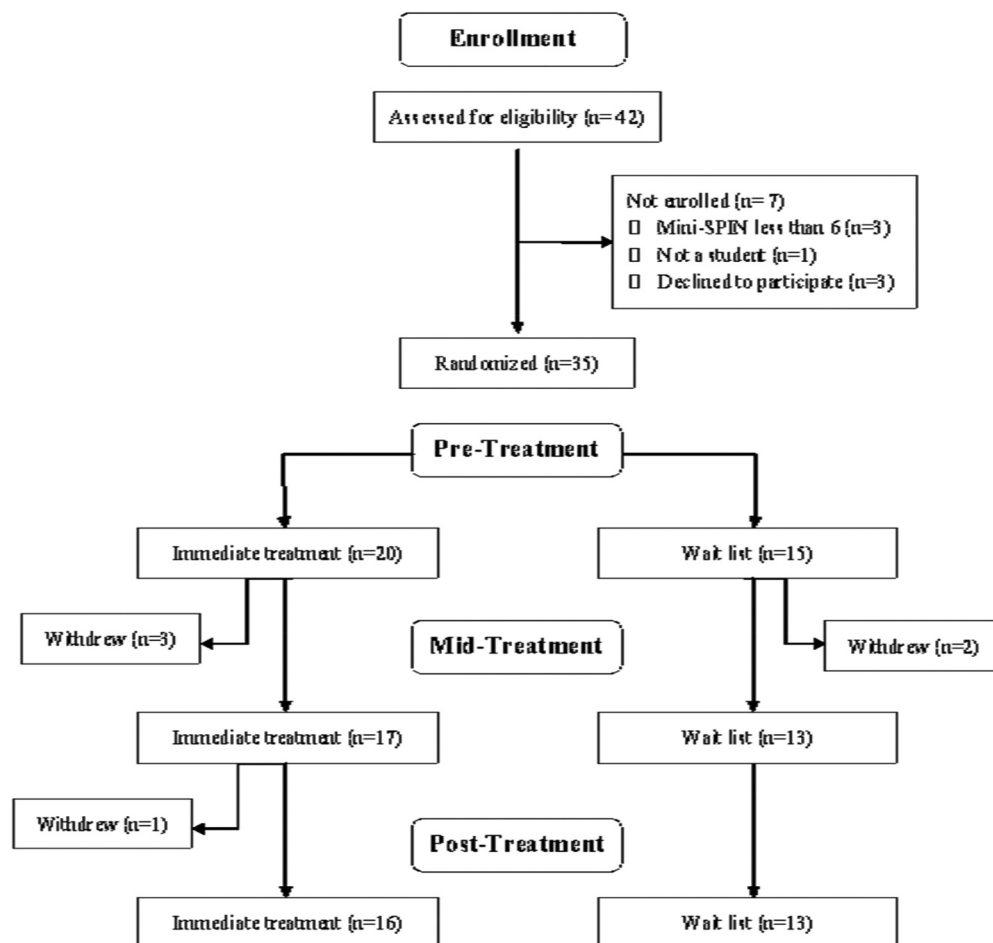 Enrollment
Assessed for eligibility (n= 42)
Not enrolled (n= 7)
▯ Mini-SPIN less than 6 (n=3)
▯ Not a student (n=1)
▯ Declined to participate (n=3)
Randomized (n=35)
Pre-Treatment
Immediate treatment (n=20)
Wait list (n=15)
Withdrew (n=3)
Mid-Treatment
Withdrew (n=2)
Immediate treatment (n=17)
Wait list (n=13)
Withdrew (n=1)
Post-Treatment
Immediate treatment (n=16)
Wait list (n=13)